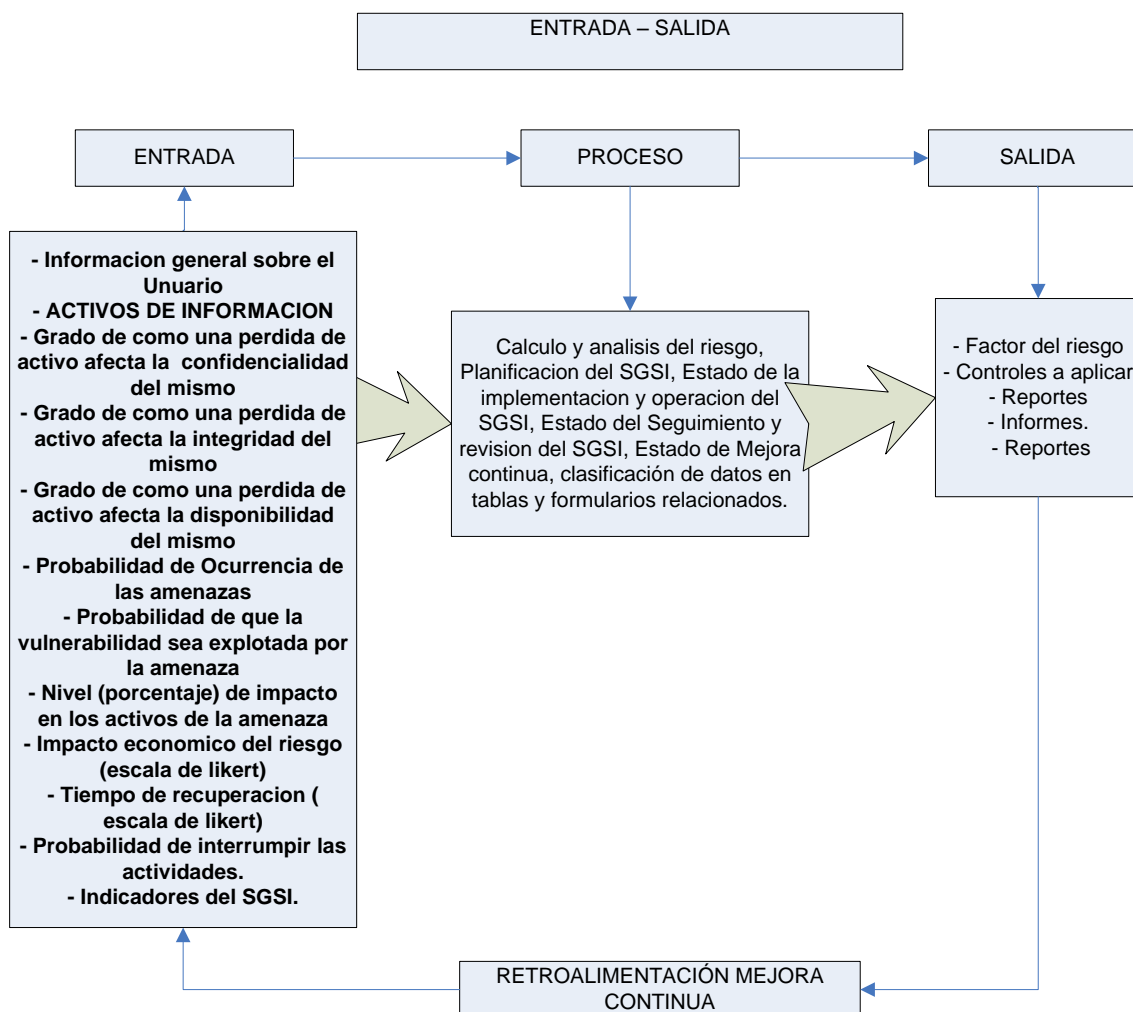 ENTRADA – SALIDA
ENTRADA
PROCESO
SALIDA
- Informacion general sobre el
Unuario
- ACTIVOS DE INFORMACION
- Grado de como una perdida de
activo afecta la confidencialidad
del mismo
- Grado de como una perdida de
activo afecta la integridad del
mismo
- Grado de como una perdida de
activo afecta la disponibilidad
del mismo
- Probabilidad de Ocurrencia de
las amenazas
- Probabilidad de que la
vulnerabilidad sea explotada por
la amenaza
- Nivel (porcentaje) de impacto
en los activos de la amenaza
- Impacto economico del riesgo
(escala de likert)
- Tiempo de recuperacion (
escala de likert)
- Probabilidad de interrumpir las
actividades.
- Indicadores del SGSI.
Calculo y analisis del riesgo,
Planificacion del SGSI, Estado de la
implementacion y operacion del
SGSI, Estado del Seguimiento y
revision del SGSI, Estado de Mejora
continua, clasificación de datos en
tablas y formularios relacionados.
- Factor del riesgo
- Controles a aplicar
- Reportes
- Informes.
- Reportes
RETROALIMENTACIÓN MEJORA
CONTINUA